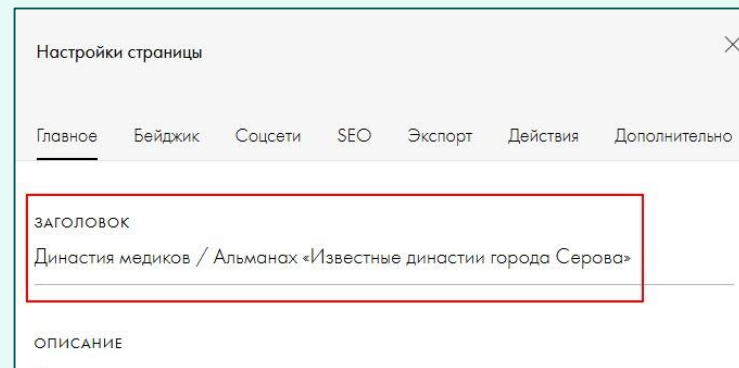 Настройки страницы
Главное Бейджик Соцсети SEO Экспорт Действия Дополнительно
ЗАГОЛОВОК
Династия медиков / Альманах «Известные династии города Серова»
ОПИСАНИЕ